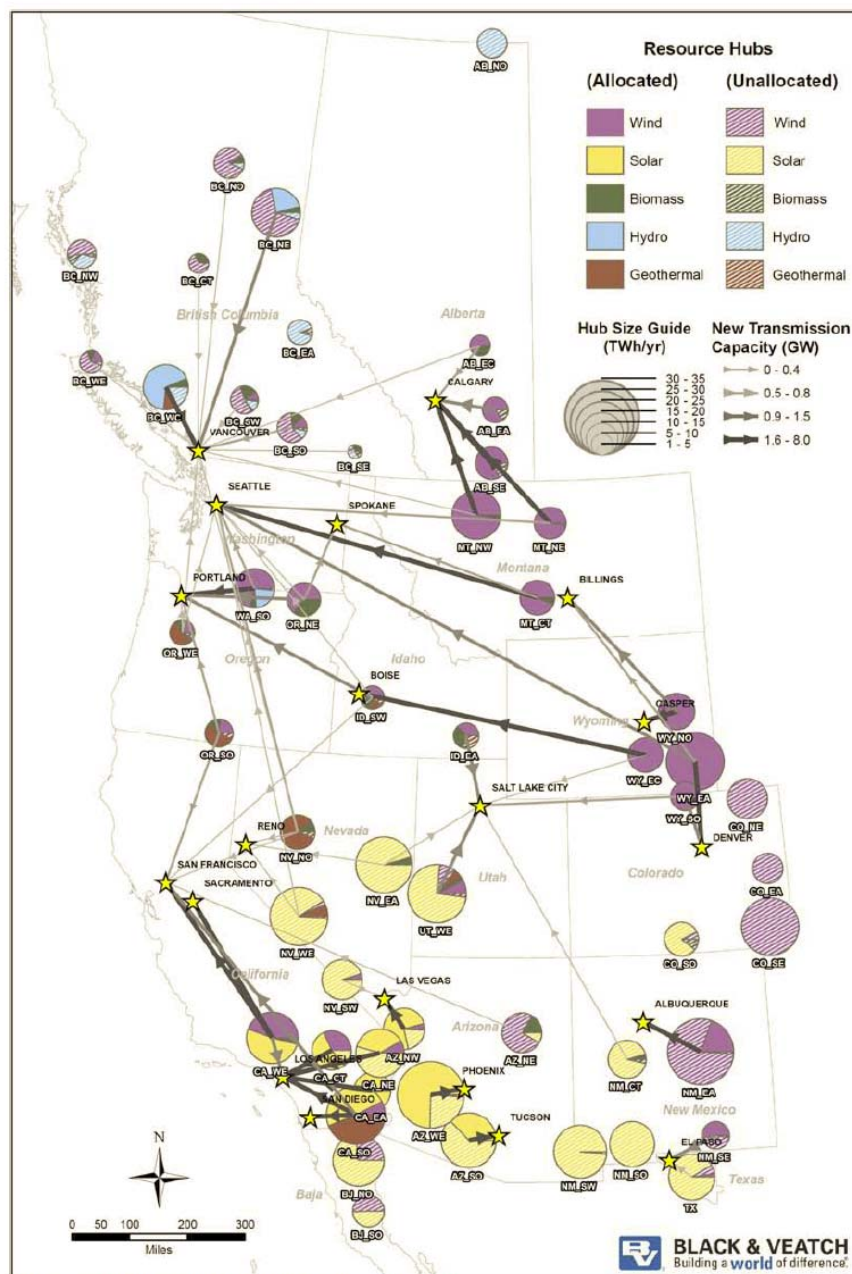 Resource Hubs
(Allocated) (Unallocated)
Wind Wind
Solar Solar
Biomass Biomass
Hydro Hydro
Geothermal Geothermal
Hub Size Guide
(TWh/yr)
30 - 35
25 - 30
20 - 25
15 - 20
10 - 15
5 - 10
1 - 5
New Transmission
Capacity (GW)
0 - 0.4
0.5 - 0.8
0.9 - 1.5
1.6 - 8.0
AB_NO
BC_NO
BC_NE
BC_NW
BC_CT
British Columbia
Alberta
BC_EA
AB_EC
BC_WE
CALGARY
BC_WC
BC_SW
AB_EA
VANCOUVER
BC_SO
BC_SE
AB_SE
SEATTLE
SPOKANE
Washington
MT_NW
MT_NE
Montana
BILLINGS
PORTLAND
WA_SO
OR_NE
MT_CT
OR_WE
Oregon
Idaho
BOISE
ID_SW
CASPER
Wyoming
WY_NO
OR_SO
ID_EA
WY_EC
WY_EA
SALT LAKE CITY
WY_SO
CO_NE
RENO
NV_NO
Nevada
DENVER
SAN FRANCISCO
SACRAMENTO
NV_EA
Utah
UT_WE
Colorado
CO_EA
NV_WE
CO_SO
CO_SE
California
LAS VEGAS
NV_SW
ALBUQUERQUE
Arizona
AZ_NW
AZ_NE
CA_WE
LOS ANGELES
CA_CT
CA_NE
PHOENIX
NM_CT
NM_EA
SAN DIEGO
CA_EA
AZ_WE
TUCSON
New Mexico
CA_SO
AZ_SO
EL PASO
NM_SE
NM_SW
NM_SO
Texas
TX
Baja
BJ_NO
BJ_SO
N
0 50 100 200 300 400
Miles
BV BLACK & VEATCH
Building a world of difference.